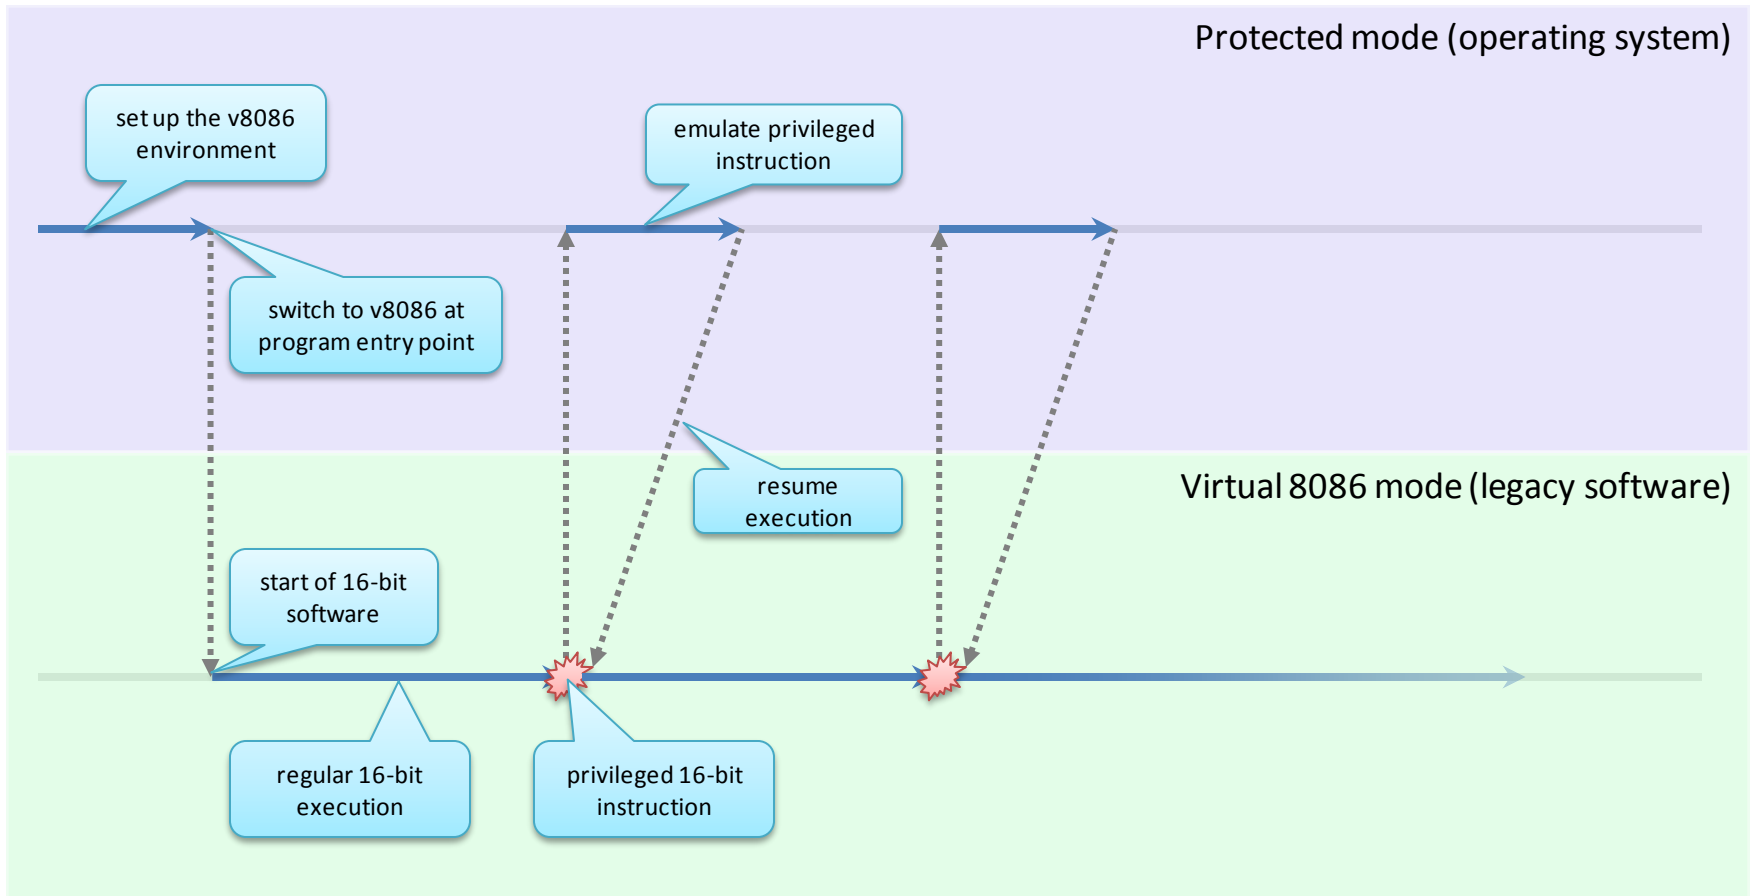 Protected mode (operating system)
set up the v8086
environment
emulate privileged
instruction
switch to v8086 at
program entry point
Virtual 8086 mode (legacy software)
resume
execution
start of 16-bit
software
regular 16-bit
execution
privileged 16-bit
instruction